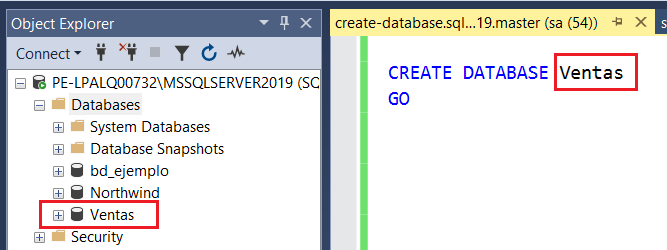 Object Explorer
Connect
PE-LPALQ00732\MSSQLSERVER2019 (SQ
Databases
System Databases
Database Snapshots
bd_ejemplo
Northwind
Ventas
Security
create-database.sql...19.master (sa (54))
s
CREATE DATABASE Ventas
GO